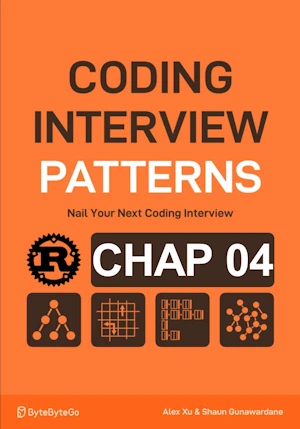 CODING
INTERVIEW
PATTERNS
Nail Your Next Coding Interview
R CHAP 04
ByteByteGo
Alex Xu & Shaun Gunawardane